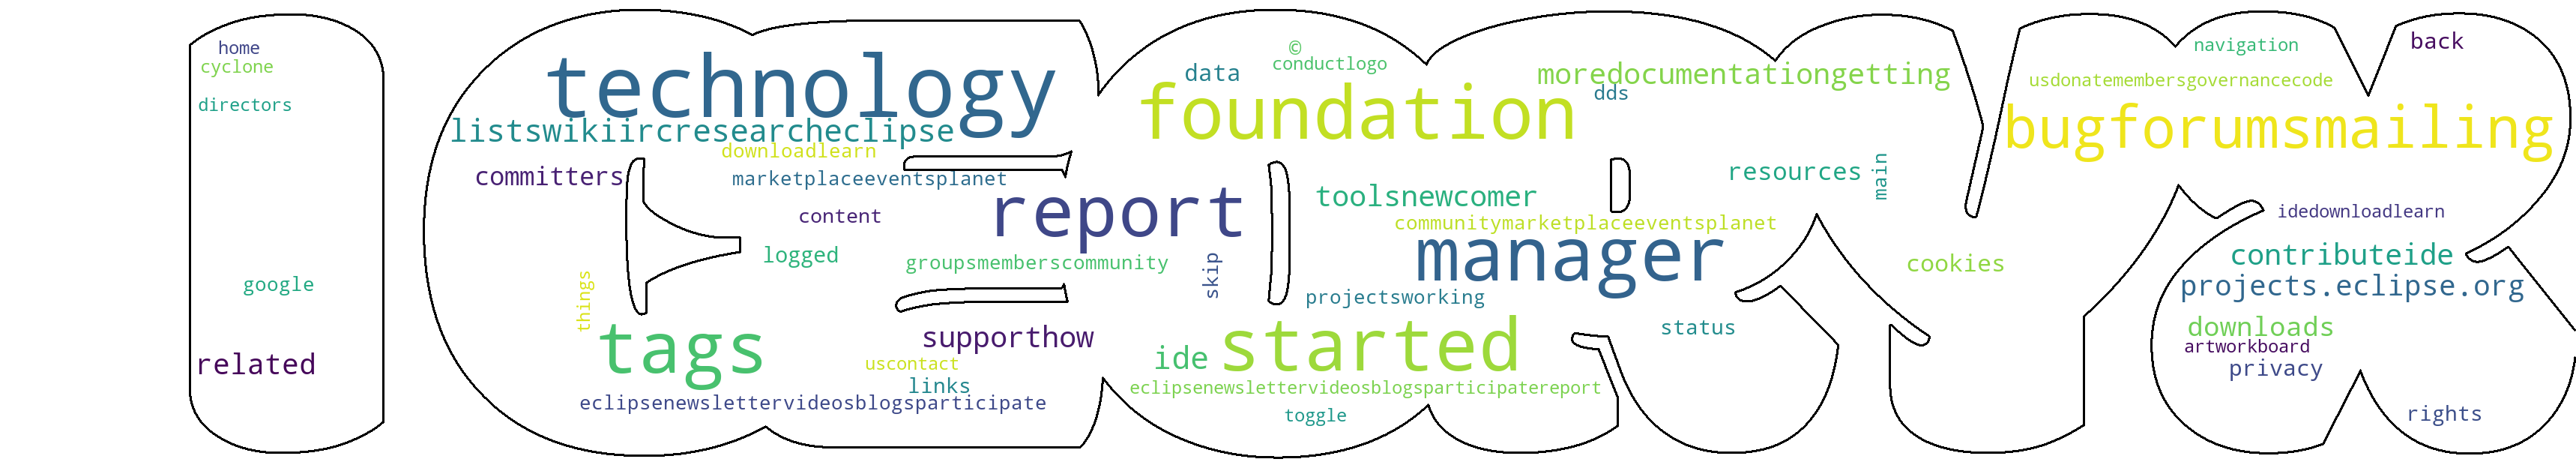 home
cyclone
directors
google
related
technology
listswikiircresearcheclipse
downloadlearn
committers
marketplaceeventsplanet
content
logged
things
tags
report
groupsmemberscommunity
skip
supporthow
uscontact
links
eclipsenewslettervideosblogsparticipate
©
conductlogo
data
foundation
moredocumentationgetting
dds
toolsnewcomer
communitymarketplaceeventsplanet
manager
projectsworking
started
ide
eclipsenewslettervideosblogsparticipatereport
toggle
resources
main
cookies
status
navigation
back
usdonatemembersgovernancecode
bugforumsmailing
idedownloadlearn
contributeide
projects.eclipse.org
downloads
artworkboard
privacy
rights